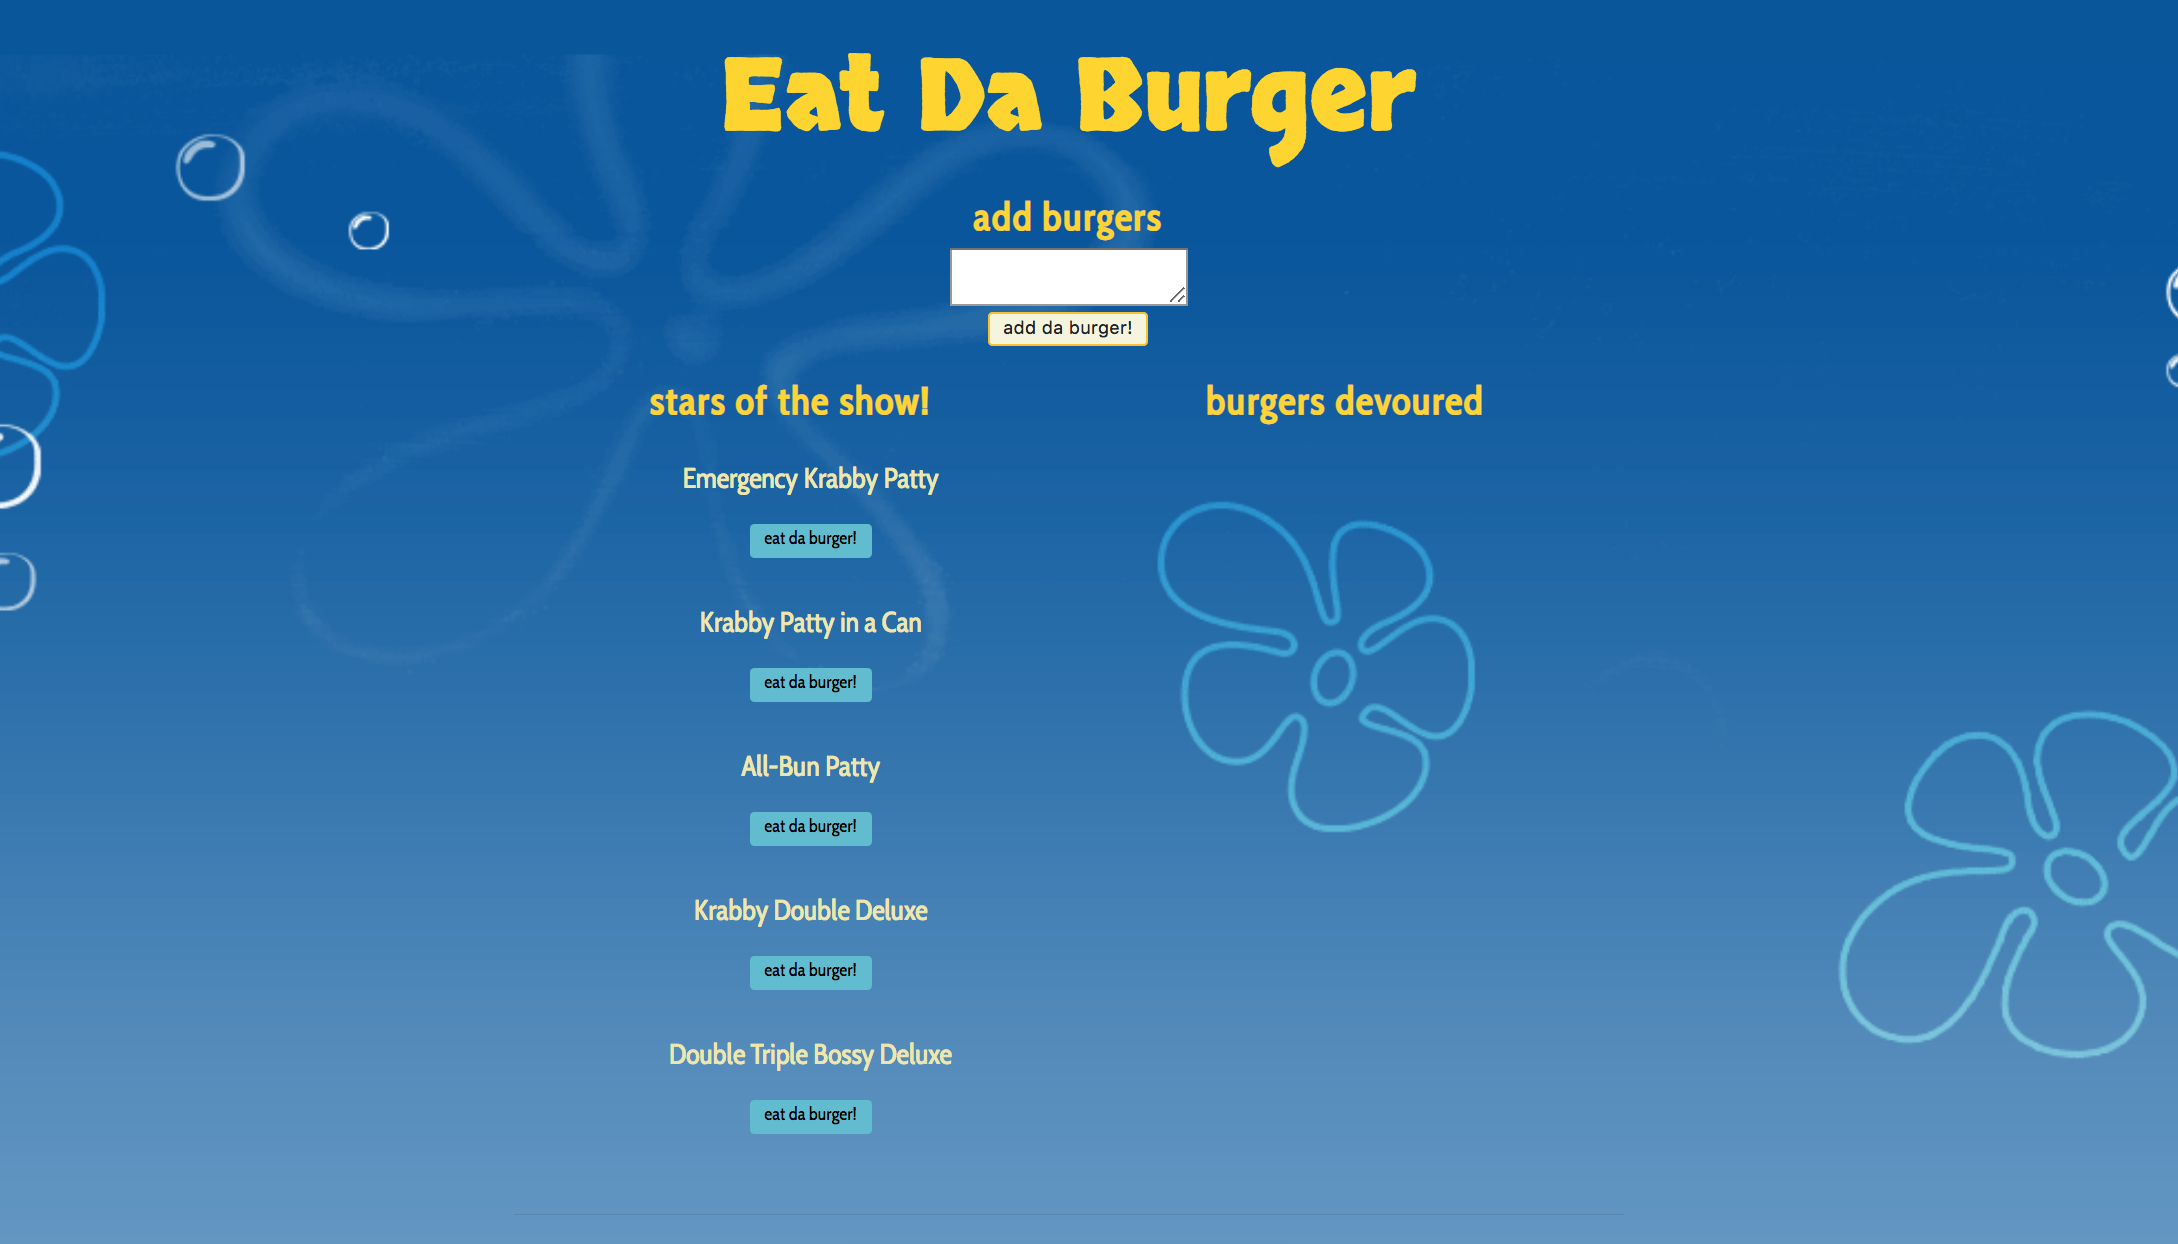 Eat Da Burger
add burgers
add da burger!
stars of the show!
burgers devoured
Emergency Krabby Patty
eat da burger!
Krabby Patty in a Can
eat da burger!
All-Bun Patty
eat da burger!
Krabby Double Deluxe
eat da burger!
Double Triple Bossy Deluxe
eat da burger!